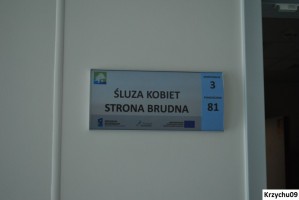 ŚLUZA KOBIET
STRONA BRUDNA
3
81
Krzychu09